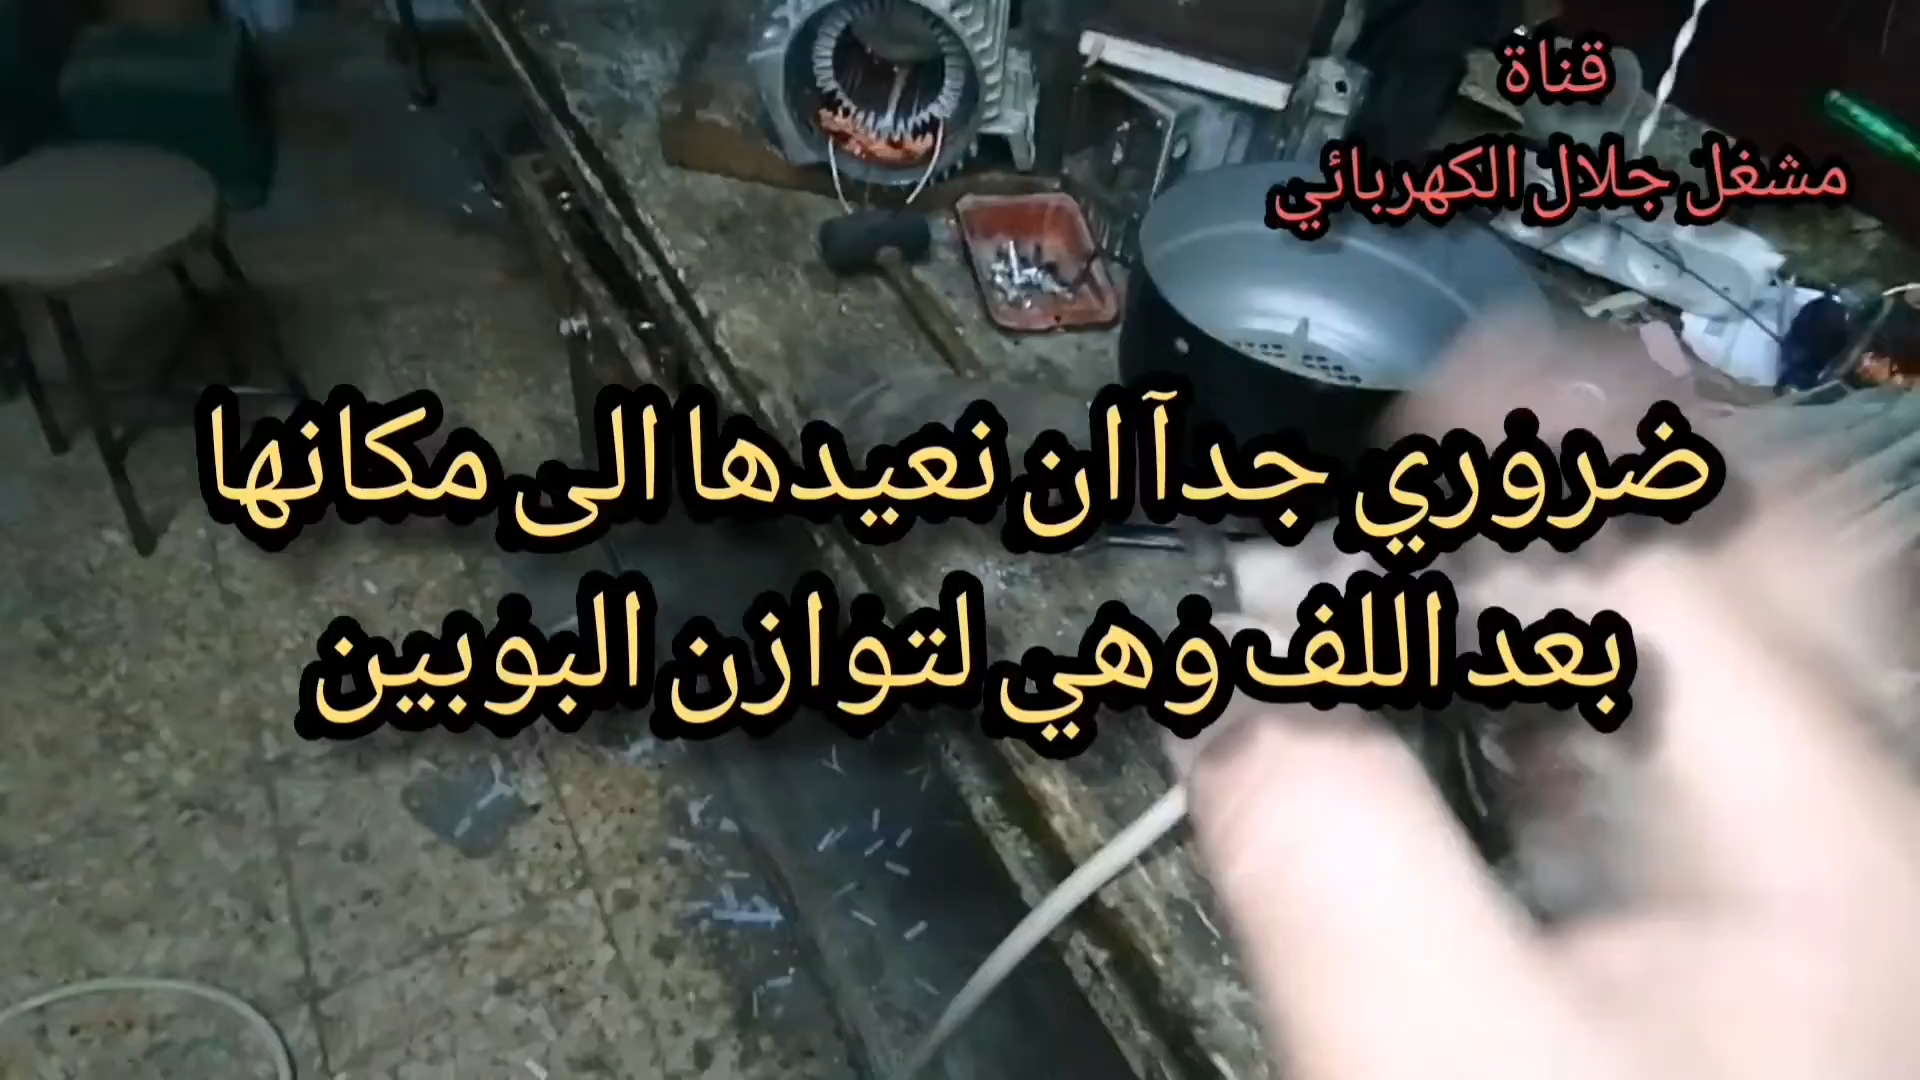 قناة
مشغل جلال الكهربائي
ضروري جدآ ان نعيدها الى مكانها
بعد اللف وهي لتوازن البوبين